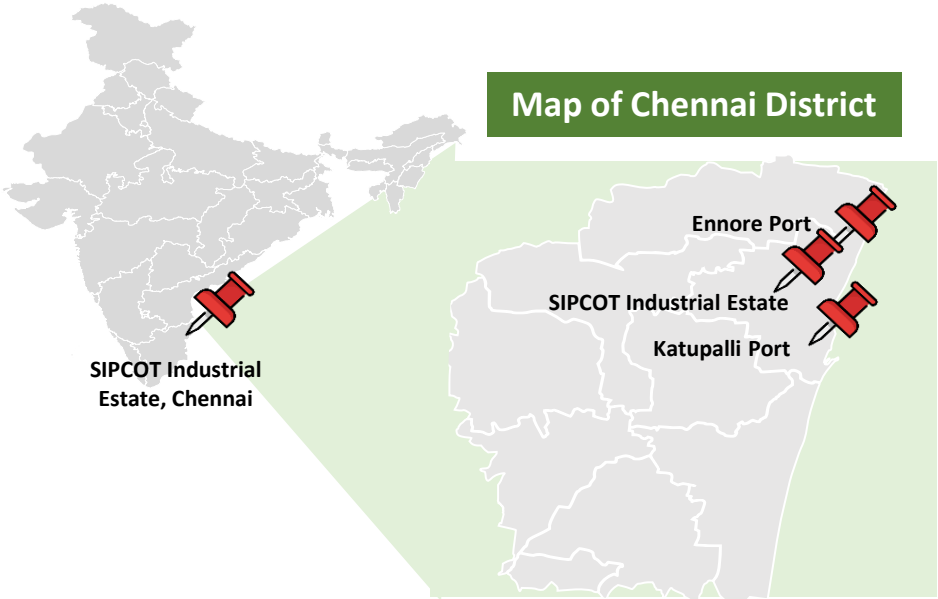 Map of Chennai District
Ennore Port
SIPCOT Industrial Estate
Katupalli Port
SIPCOT Industrial
Estate, Chennai